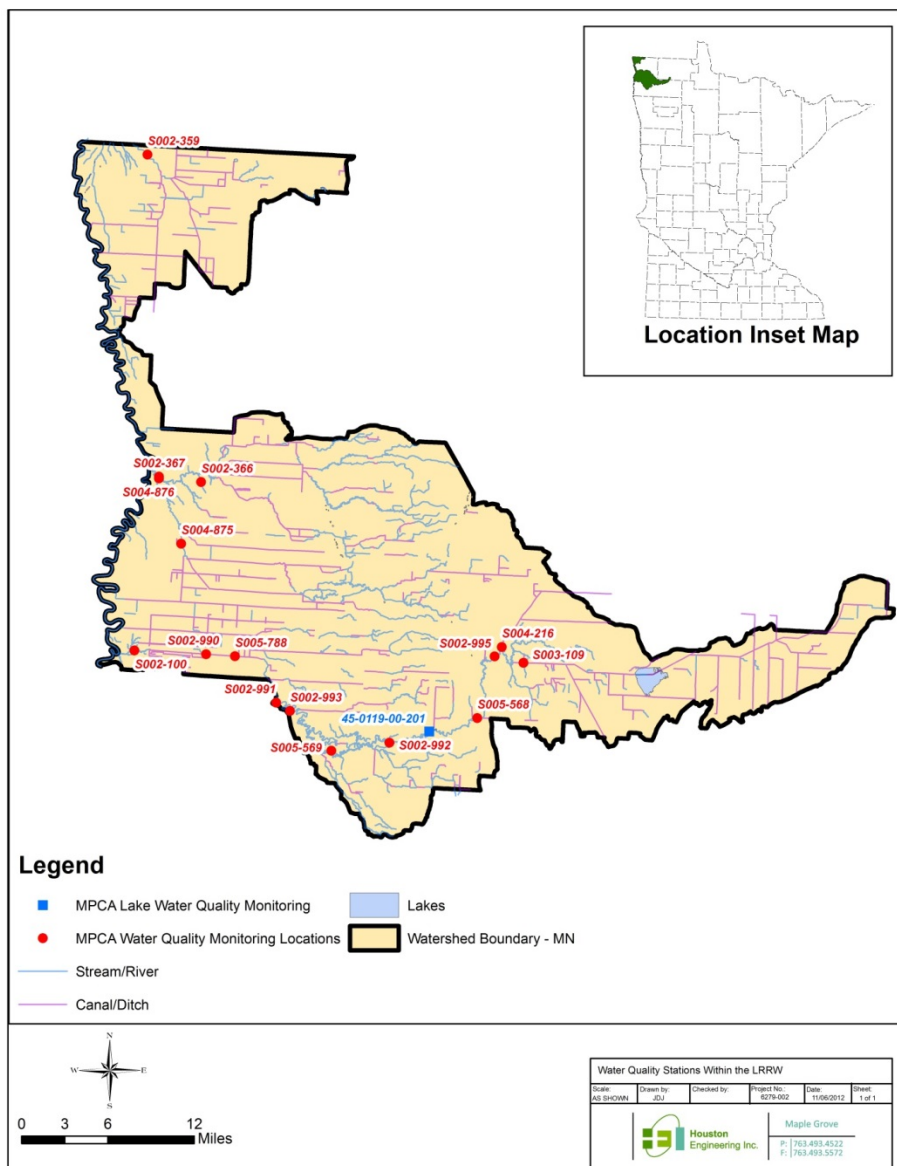 Location Inset Map
S002-359
S002-367
S002-366
S004-876
S004-875
S002-990
S005-788
S002-100
S002-995
S004-216
S003-109
S002-991
S002-993
45-0119-00-201
S005-568
S005-569
S002-992
Legend
MPCA Lake Water Quality Monitoring
Lakes
MPCA Water Quality Monitoring Locations
Watershed Boundary - MN
Stream/River
Canal/Ditch
N
W E
S
0 3 6 12
Miles
Water Quality Stations Within the LRRW
Scale: AS SHOWN
Drawn by: JDJ
Checked by:
Project No.: 6279-002
Date: 11/06/2012
Sheet: 1 of 1
Houston
Engineering Inc.
Maple Grove
P: 763.493.4522
F: 763.493.5572